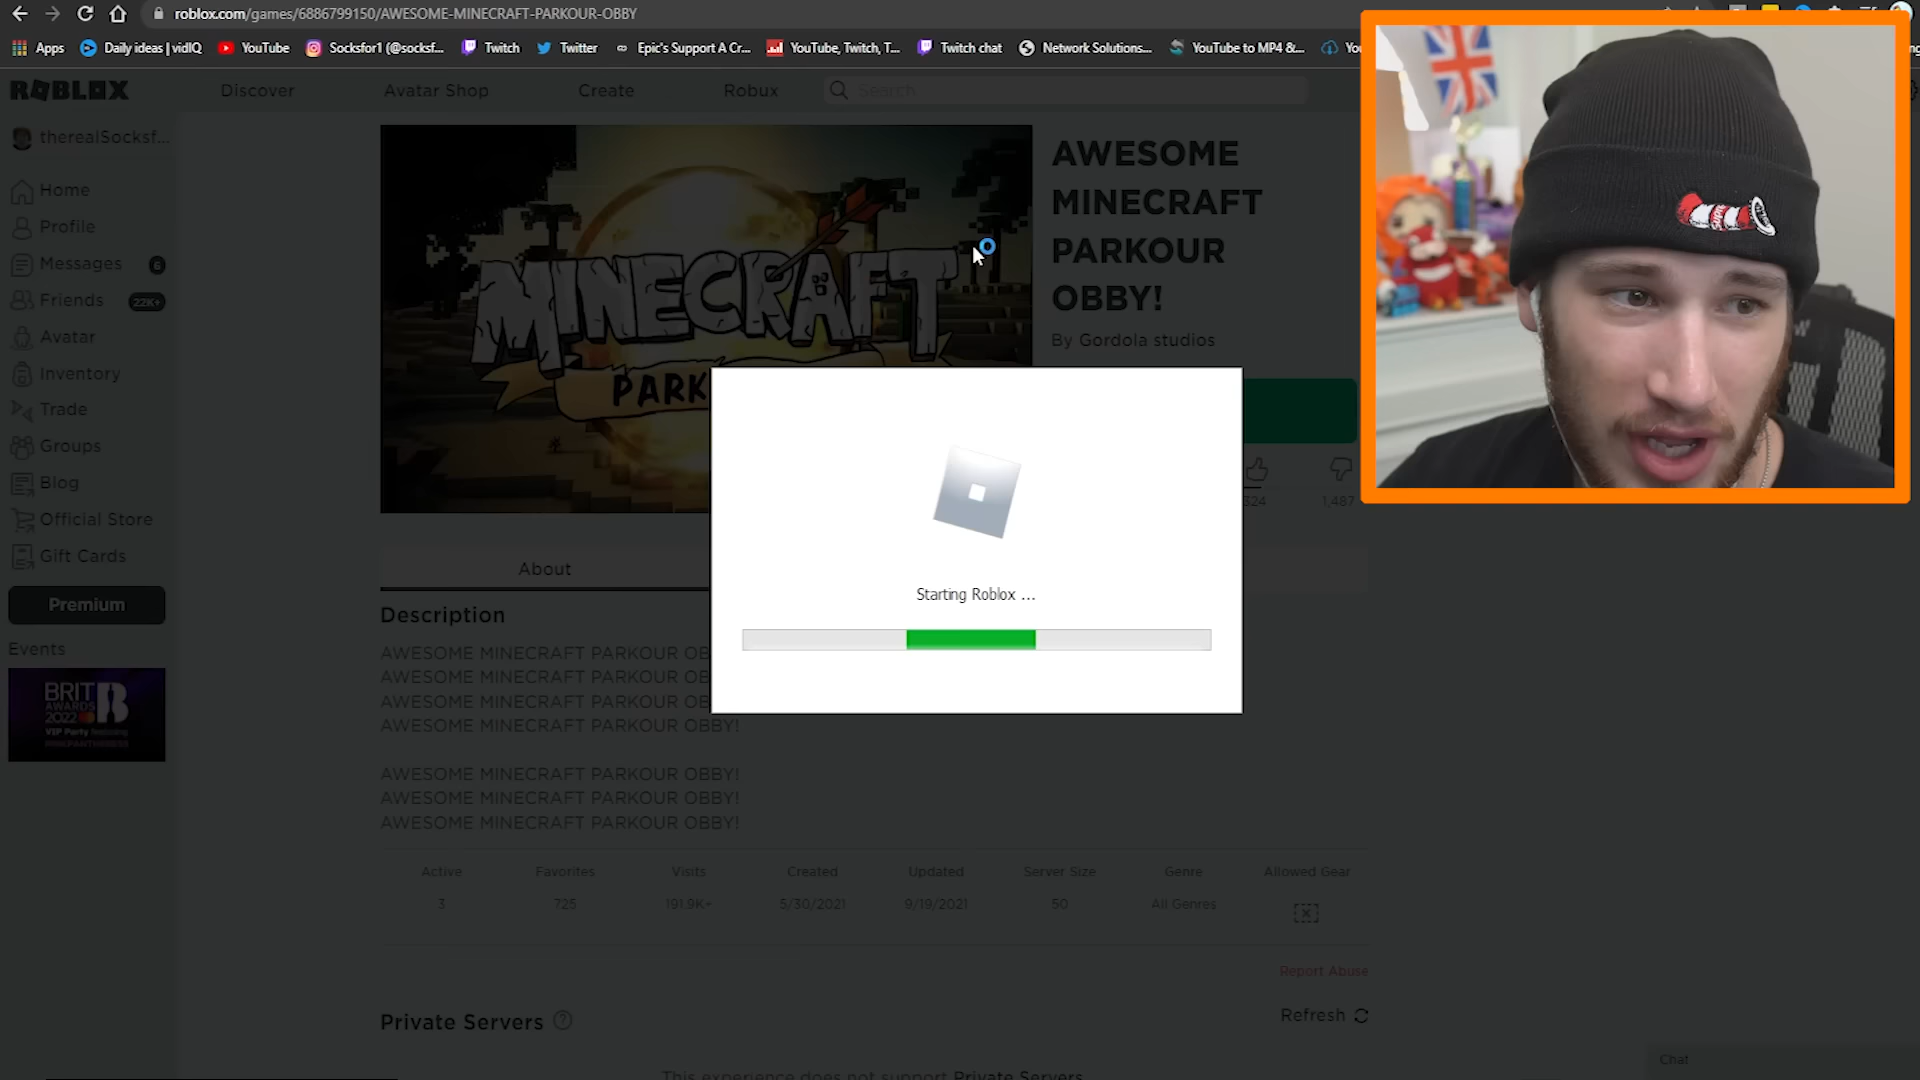 roblox.com/games/6886799150/AWESOME-MINECRAFT-PARKOUR-OBBY
Apps Daily ideas | vidIQ YouTube Socksfor1 (@socksf... Twitch Twitter Epic's Support A Cr... YouTube, Twitch, T... Twitch chat Network Solutions... YouTube to MP4 &...
ROBLOX Discover Avatar Shop Create Robux Search
therealSocksf...
Home
Profile
Messages 6
Friends 22K+
Avatar
Inventory
Trade
Groups
Blog
Official Store
Gift Cards
Premium
Events
BRIT B
AWARDS
2022
VIP Party featuring
MINECRAFT
PARK
AWESOME
MINECRAFT
PARKOUR
OBBY!
By Gordola studios
324 1,487
Starting Roblox ...
About
Description
AWESOME MINECRAFT PARKOUR OB
AWESOME MINECRAFT PARKOUR OB
AWESOME MINECRAFT PARKOUR OB
AWESOME MINECRAFT PARKOUR OBBY!
AWESOME MINECRAFT PARKOUR OBBY!
AWESOME MINECRAFT PARKOUR OBBY!
AWESOME MINECRAFT PARKOUR OBBY!
Active Favorites Visits Created Updated Server Size Genre Allowed Gear
3 725 191.9K+ 5/30/2021 9/19/2021 50 All Genres
Report Abuse
Private Servers Refresh
This experience does not support Private Servers
Chat